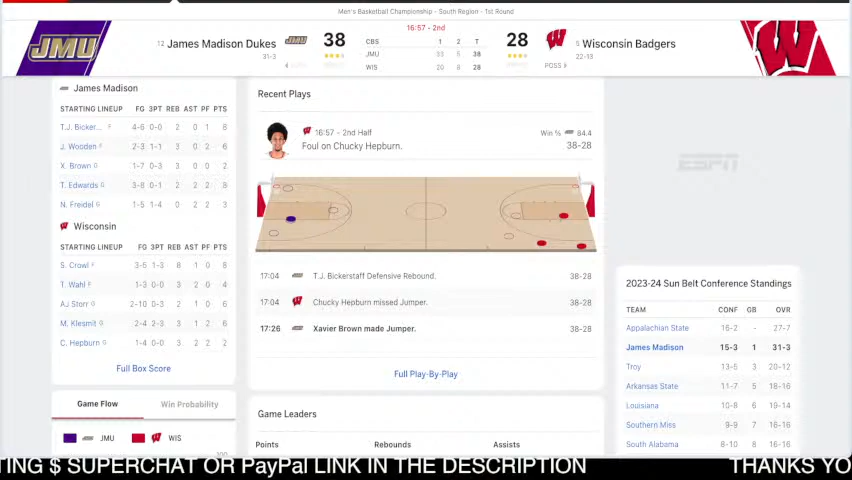 Men's Basketball Championship - South Region - 1st Round
12 James Madison Dukes
31-3
JMU
38
16:57 - 2nd
CBS 1 2 T
JMU 33 5 38
WIS 20 8 28
28
5 Wisconsin Badgers
22-13
POSS
JMU
James Madison
STARTING LINEUP FG 3PT REB AST PF PTS
T.J. Bicker... F 4-6 0-0 2 0 1 8
J. Wooden F 2-3 1-1 3 0 2 6
X. Brown G 1-7 0-3 3 0 0 2
T. Edwards G 3-8 0-1 2 2 2 8
N. Freidel G 1-5 1-4 0 2 2 3
Wisconsin
STARTING LINEUP FG 3PT REB AST PF PTS
S. Crowl F 3-5 1-3 8 1 0 8
T. Wahl F 1-3 0-0 3 2 0 4
AJ Storr G 2-10 0-3 2 1 0 6
M. Klesmit G 2-4 2-3 3 1 2 6
C. Hepburn G 1-4 0-0 3 2 2 2
Full Box Score
Game Flow
Win Probability
JMU
WIS
100
Recent Plays
16:57 - 2nd Half
Foul on Chucky Hepburn.
Win % 84.4
38-28
17:04 T.J. Bickerstaff Defensive Rebound. 38-28
17:04 Chucky Hepburn missed Jumper. 38-28
17:26 Xavier Brown made Jumper. 38-28
Full Play-By-Play
Game Leaders
Points Rebounds Assists
ESPN
2023-24 Sun Belt Conference Standings
TEAM CONF GB OVR
Appalachian State 16-2 - 27-7
James Madison 15-3 1 31-3
Troy 13-5 3 20-12
Arkansas State 11-7 5 18-16
Louisiana 10-8 6 19-14
Southern Miss 9-9 7 16-16
South Alabama 8-10 8 16-16
TING $ SUPERCHAT OR PayPal LINK IN THE DESCRIPTION THANKS YO